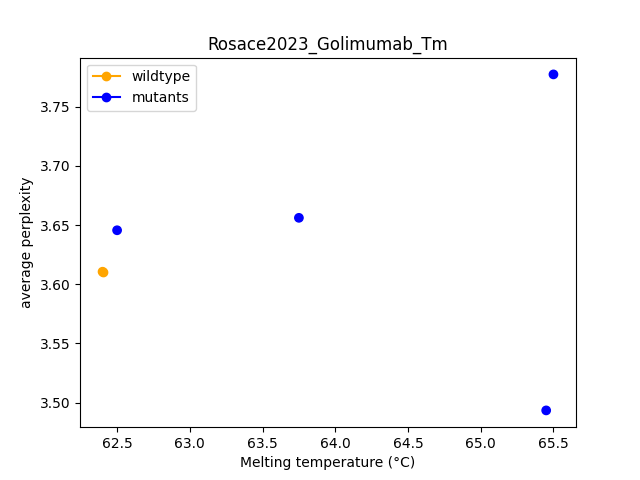 Rosace2023_Golimumab_Tm
wildtype
mutants
average perplexity
3.75
3.70
3.65
3.60
3.55
3.50
62.5 63.0 63.5 64.0 64.5 65.0 65.5
Melting temperature (°C)